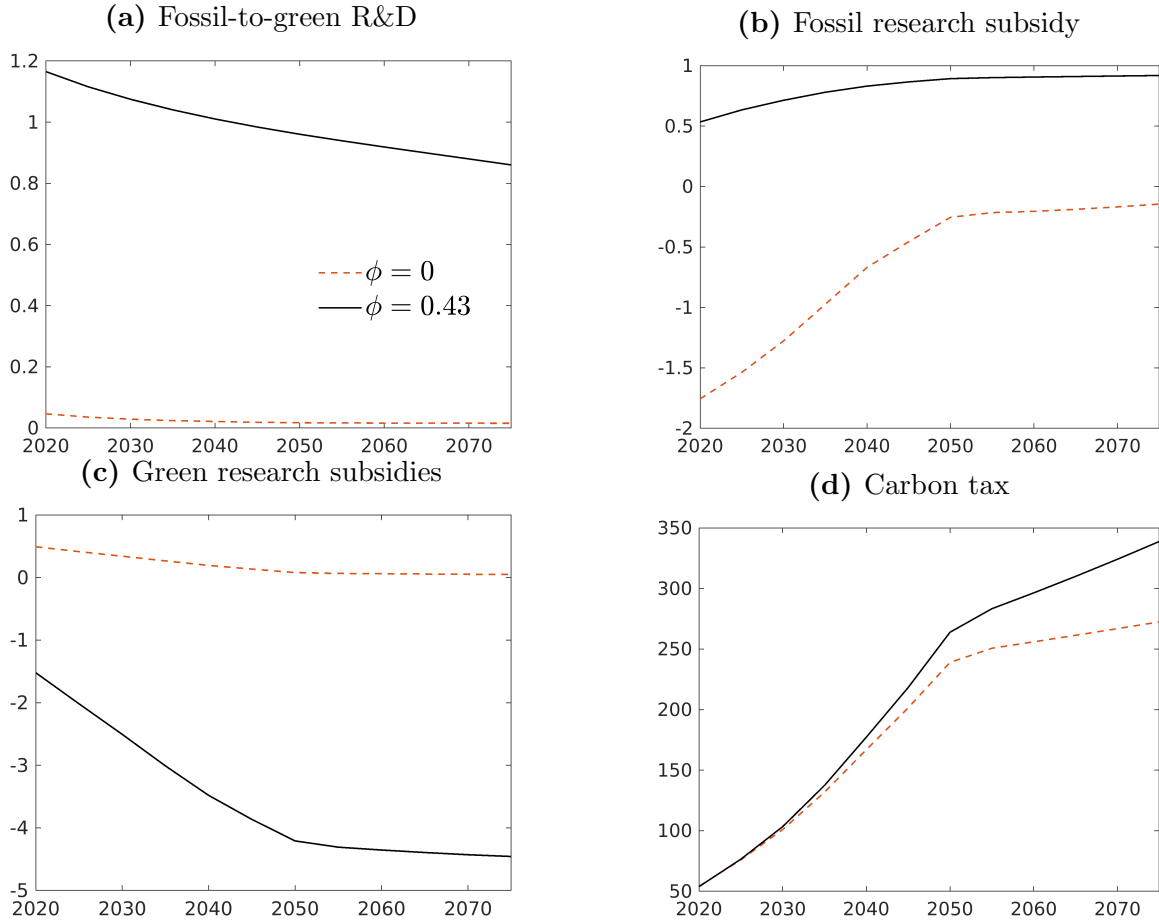 (a) Fossil-to-green R&D
1.2
1
0.8
0.6
0.4
0.2
0
2020 2030 2040 2050 2060 2070
ϕ = 0
ϕ = 0.43
(b) Fossil research subsidy
1
0.5
0
-0.5
-1
-1.5
-2
2020 2030 2040 2050 2060 2070
(c) Green research subsidies
1
0
-1
-2
-3
-4
-5
2020 2030 2040 2050 2060 2070
(d) Carbon tax
350
300
250
200
150
100
50
2020 2030 2040 2050 2060 2070